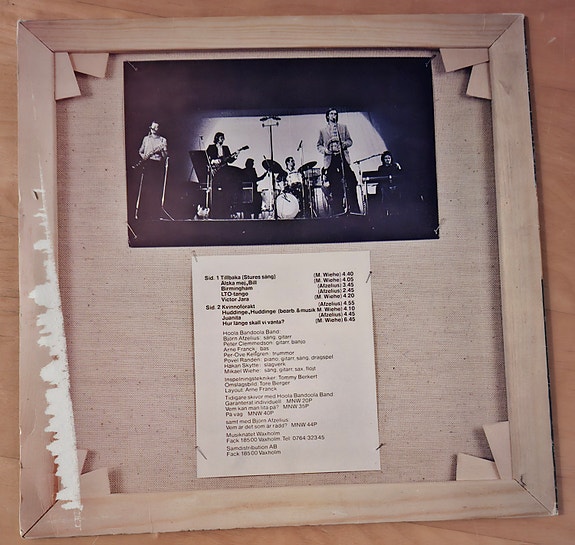 Sid. 1 Tillbaka (Stures sång) (M. Wiehe) 4.40
Älska mej, Bill (M. Wiehe) 4.05
Birmingham (Afzelius) 3.45
LTO-tango (Afzelius) 2.45
Victor Jara (M. Wiehe) 4.20
Sid. 2 Kvinnoförakt (Afzelius) 4.55
Huddinge, Huddinge (bearb. & musik M. Wiehe) 4.10
Juanita (Afzelius) 4.45
Hur länge skall vi vänta? (M. Wiehe) 6.45
Hoola Bandoola Band:
Björn Afzelius: sång, gitarr
Peter Clemmedson: gitarr, banjo
Arne Franck: bas
Per-Ove Kellgren: trummor
Povel Randén: piano, gitarr, sång, dragspel
Håkan Skytte: slagverk
Mikael Wiehe: sång, gitarr, sax, flöjt
Inspelningstekniker: Tommy Berkert
Omslagsbild: Tore Berger
Layout: Arne Franck
Tidigare skivor med Hoola Bandoola Band:
Garanterat individuell MNW 20P
Vem kan man lita på? MNW 35P
På väg MNW 40P
samt med Björn Afzelius:
Vem är det som är rädd? MNW 44P
Musiknätet Waxholm
Fack 185 00 Vaxholm. Tel: 0764 323 45
Samdistribution AB
Fack 185 00 Vaxholm